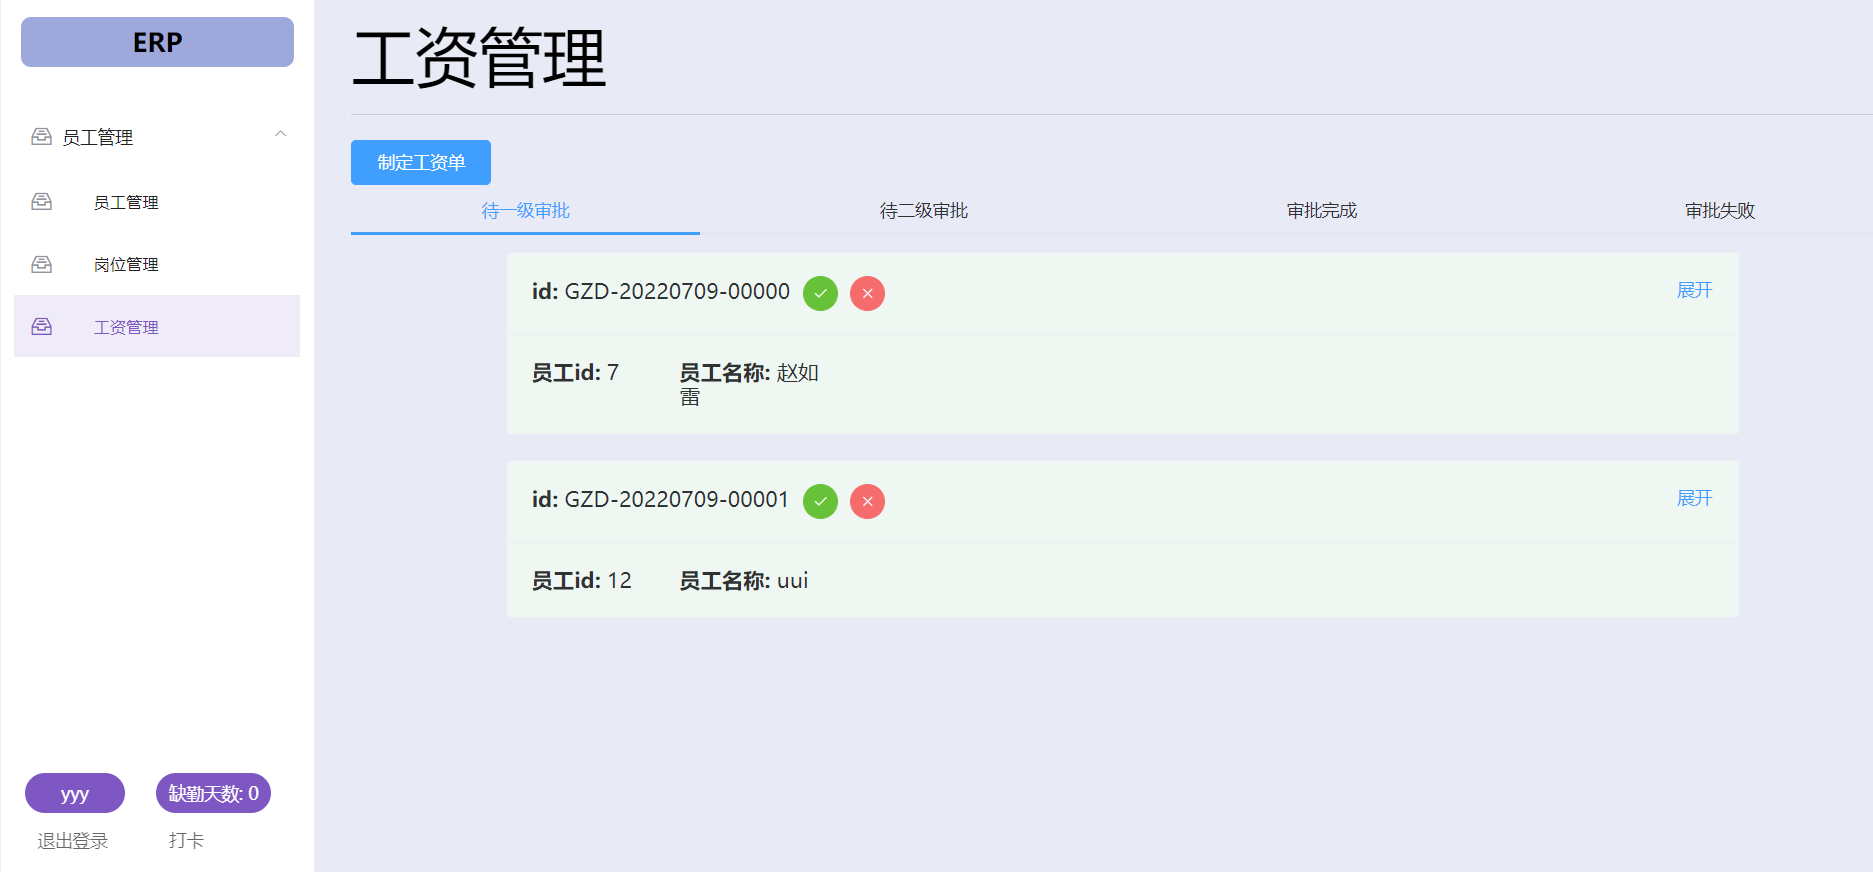 ERP
员工管理
员工管理
岗位管理
工资管理
yyy
缺勤天数: 0
退出登录
打卡
工资管理
制定工资单
待一级审批
待二级审批
审批完成
审批失败
id: GZD-20220709-00000
展开
员工id: 7
员工名称: 赵如
雷
id: GZD-20220709-00001
展开
员工id: 12
员工名称: uui